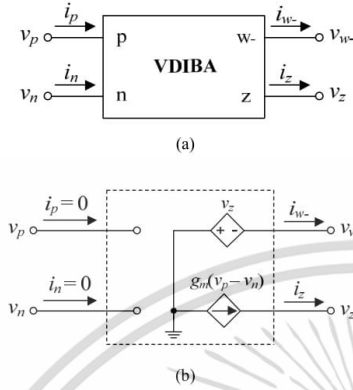 i_p i_w-
v_p p w- v_w-
VDIBA
i_n i_z
v_n n z v_z
(a)
i_p = 0 v_z i_w-
v_p + - v_w
i_n = 0 g_m(v_p − v_n) i_z
v_n v_z
(b)